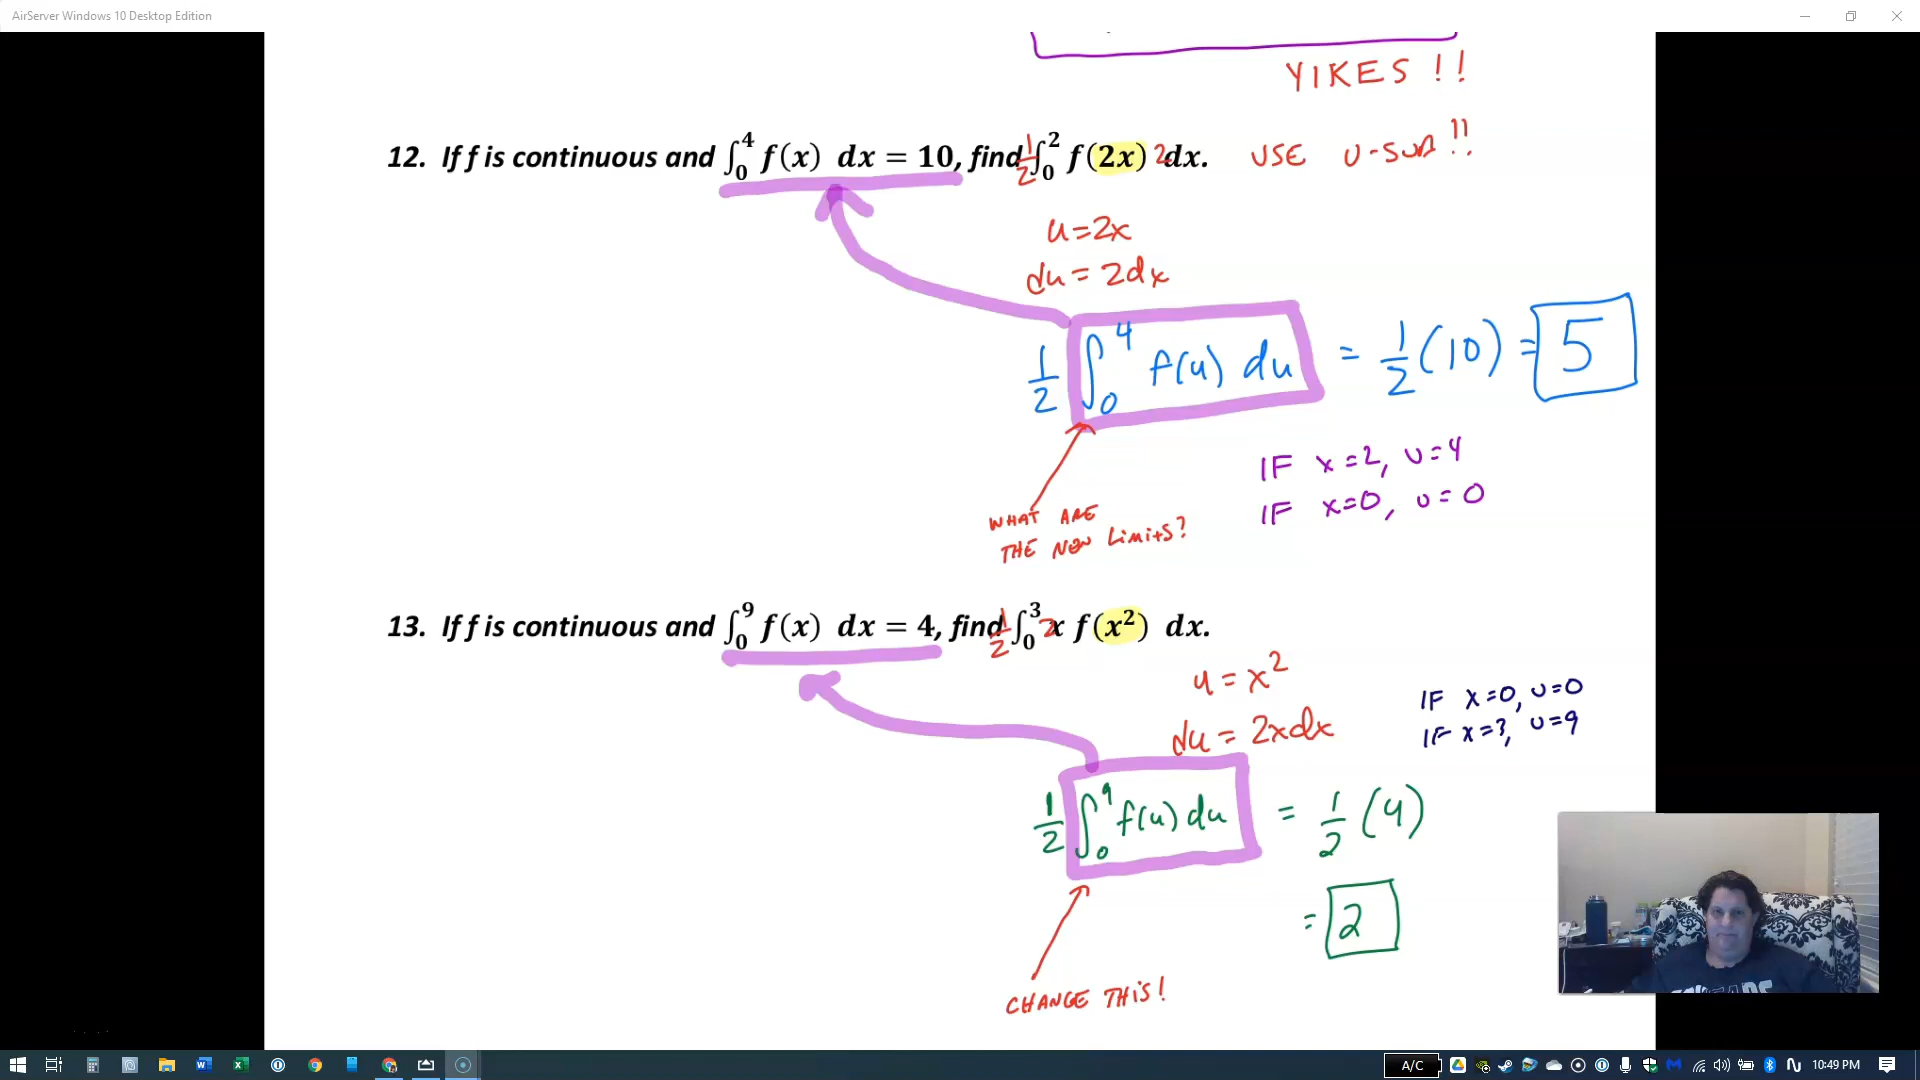 AirServer Windows 10 Desktop Edition
YIKES !!
12. If f is continuous and ∫₀⁴ f(x) dx = 10, find 1/2 ∫₀² f(2x) 2 dx. USE U-SUB !!
u=2x
du = 2dx
1/2 ∫₀⁴ f(u) du = 1/2 (10) = 5
IF x=2, u=4
IF x=0, u=0
WHAT ARE
THE NEW LIMITS?
13. If f is continuous and ∫₀⁹ f(x) dx = 4, find 1/2 ∫₀³ 2 x f(x²) dx.
u = x²
du = 2xdx
IF x=0, u=0
IF x=3, u=9
1/2 ∫₀⁹ f(u) du = 1/2 (4)
= 2
CHANGE THIS!
A/C
10:49 PM